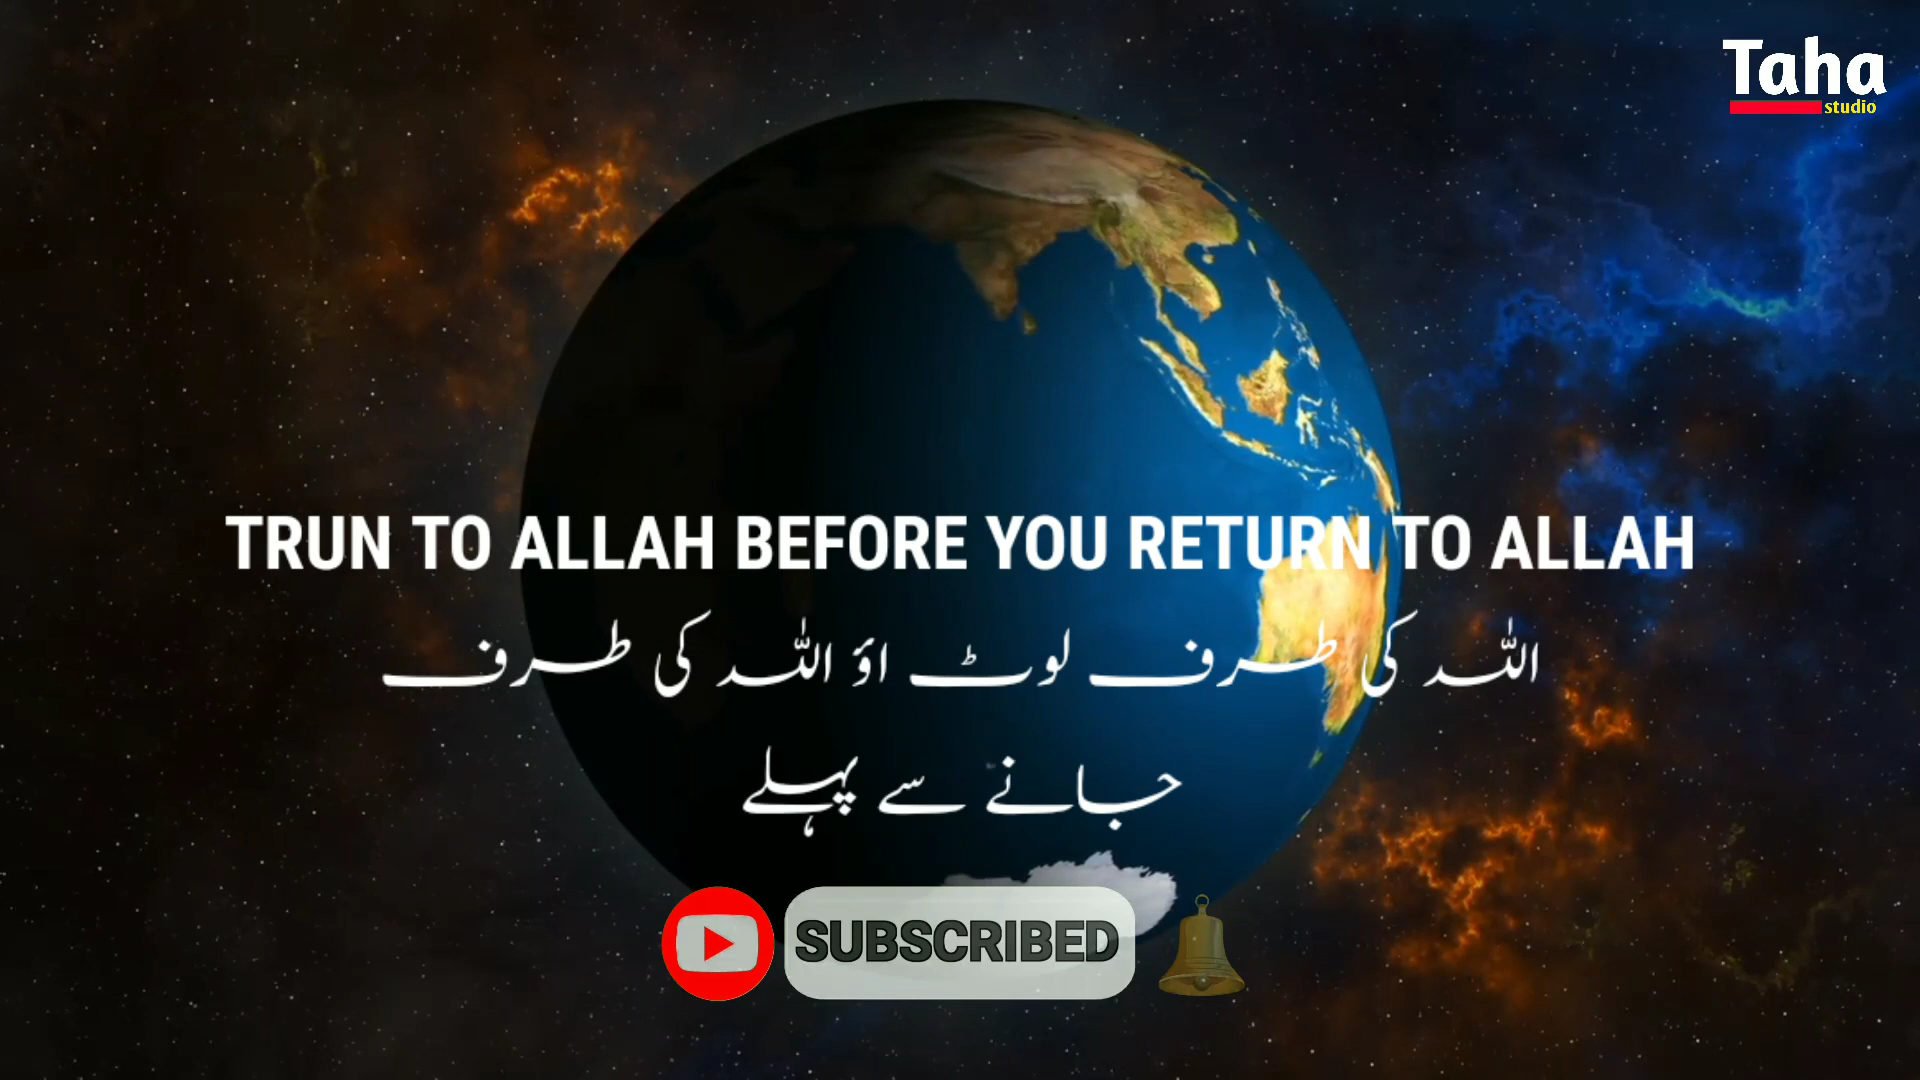 Taha
studio
TRUN TO ALLAH BEFORE YOU RETURN TO ALLAH
اللہ کی طرف لوٹ اؤ اللہ کی طرف
جانے سے پہلے
SUBSCRIBED